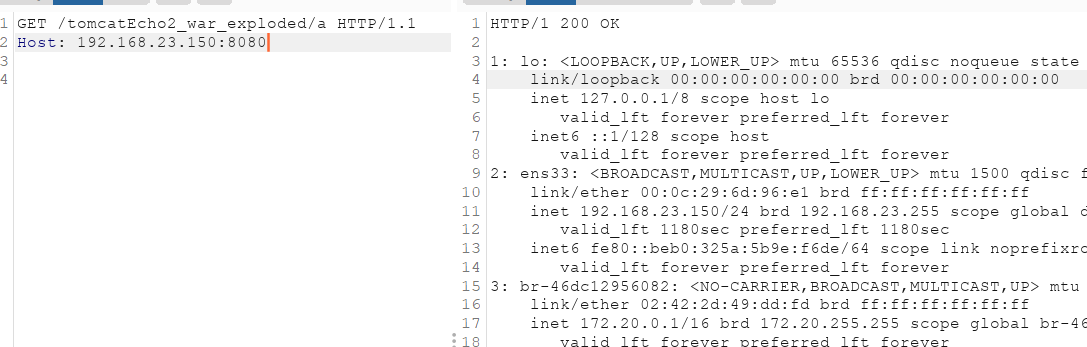 1 GET /tomcatEcho2_war_exploded/a HTTP/1.1
2 Host: 192.168.23.150:8080
3
4
1 HTTP/1 200 OK
2
3 1: lo: <LOOPBACK,UP,LOWER_UP> mtu 65536 qdisc noqueue state
4 link/loopback 00:00:00:00:00:00 brd 00:00:00:00:00:00
5 inet 127.0.0.1/8 scope host lo
6 valid_lft forever preferred_lft forever
7 inet6 ::1/128 scope host
8 valid_lft forever preferred_lft forever
9 2: ens33: <BROADCAST,MULTICAST,UP,LOWER_UP> mtu 1500 qdisc f
10 link/ether 00:0c:29:6d:96:e1 brd ff:ff:ff:ff:ff:ff
11 inet 192.168.23.150/24 brd 192.168.23.255 scope global d
12 valid_lft 1180sec preferred_lft 1180sec
13 inet6 fe80::beb0:325a:5b9e:f6de/64 scope link noprefixro
14 valid_lft forever preferred_lft forever
15 3: br-46dc12956082: <NO-CARRIER,BROADCAST,MULTICAST,UP> mtu
16 link/ether 02:42:2d:49:dd:fd brd ff:ff:ff:ff:ff:ff
17 inet 172.20.0.1/16 brd 172.20.255.255 scope global br-46
18 valid_lft forever preferred_lft forever